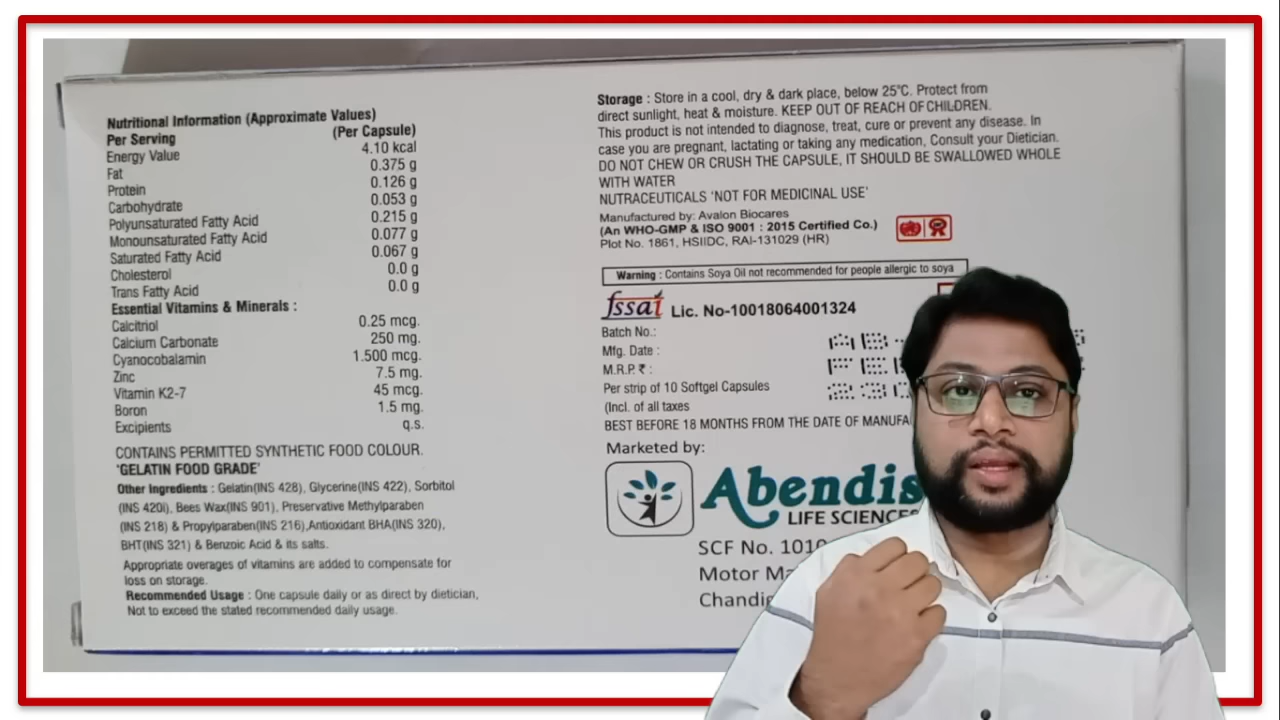 Nutritional Information (Approximate Values)
Per Serving (Per Capsule)
Energy Value 4.10 kcal
Fat 0.375 g
Protein 0.126 g
Carbohydrate 0.053 g
Polyunsaturated Fatty Acid 0.215 g
Monounsaturated Fatty Acid 0.077 g
Saturated Fatty Acid 0.067 g
Cholesterol 0.0 g
Trans Fatty Acid 0.0 g
Essential Vitamins & Minerals :
Calcitriol 0.25 mcg.
Calcium Carbonate 250 mg.
Cyanocobalamin 1.500 mcg.
Zinc 7.5 mg.
Vitamin K2-7 45 mcg.
Boron 1.5 mg.
Excipients q.s.
CONTAINS PERMITTED SYNTHETIC FOOD COLOUR.
'GELATIN FOOD GRADE'
Other Ingredients : Gelatin(INS 428), Glycerine(INS 422), Sorbitol
(INS 420i), Bees Wax(INS 901), Preservative Methylparaben
(INS 218) & Propylparaben(INS 216),Antioxidant BHA(INS 320),
BHT(INS 321) & Benzoic Acid & its salts.
Appropriate overages of vitamins are added to compensate for
loss on storage.
Recommended Usage : One capsule daily or as direct by dietician,
Not to exceed the stated recommended daily usage.
Storage : Store in a cool, dry & dark place, below 25°C. Protect from
direct sunlight, heat & moisture. KEEP OUT OF REACH OF CHILDREN.
This product is not intended to diagnose, treat, cure or prevent any disease. In
case you are pregnant, lactating or taking any medication, Consult your Dietician.
DO NOT CHEW OR CRUSH THE CAPSULE, IT SHOULD BE SWALLOWED WHOLE
WITH WATER
NUTRACEUTICALS 'NOT FOR MEDICINAL USE'
Manufactured by: Avalon Biocares
(An WHO-GMP & ISO 9001 : 2015 Certified Co.)
Plot No. 1861, HSIIDC, RAI-131029 (HR)
Warning : Contains Soya Oil not recommended for people allergic to soya
fssai Lic. No-10018064001324
Batch No.:
Mfg. Date :
M.R.P. ₹ :
Per strip of 10 Softgel Capsules
(Incl. of all taxes
BEST BEFORE 18 MONTHS FROM THE DATE OF MANUFA
Marketed by:
Abendis
LIFE SCIENCES
SCF No. 1010
Motor Ma
Chandig